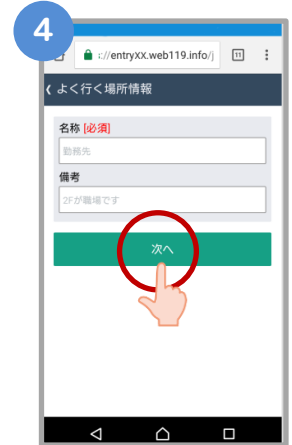 4
://entryXX.web119.info/j
11
よく行く場所情報
名称 [必須]
勤務先
備考
2Fが職場です
次へ